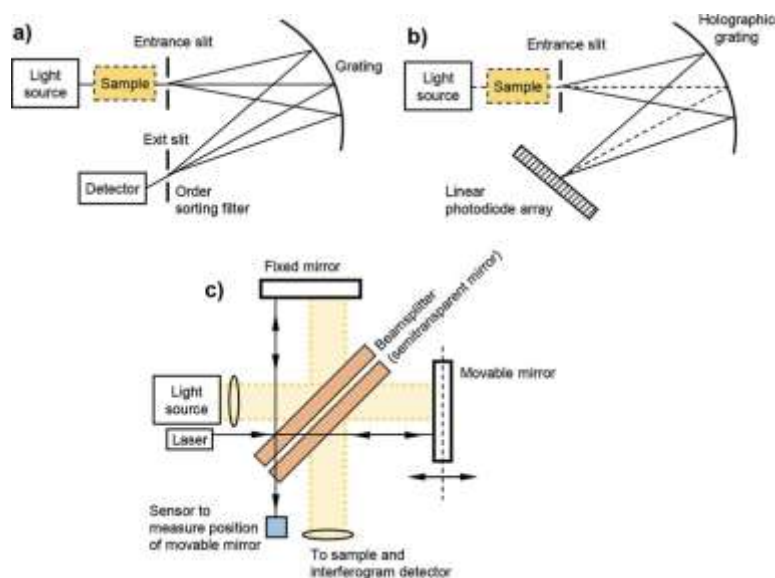 a)
Entrance slit
Light
source
Sample
Grating
Exit slit
Detector
Order
sorting filter
b)
Holographic
grating
Entrance slit
Light
source
Sample
Linear
photodiode array
c)
Fixed mirror
Beamsplitter
(semitransparent mirror)
Movable mirror
Light
source
Laser
Sensor to
measure position
of movable mirror
To sample and
interferogram detector